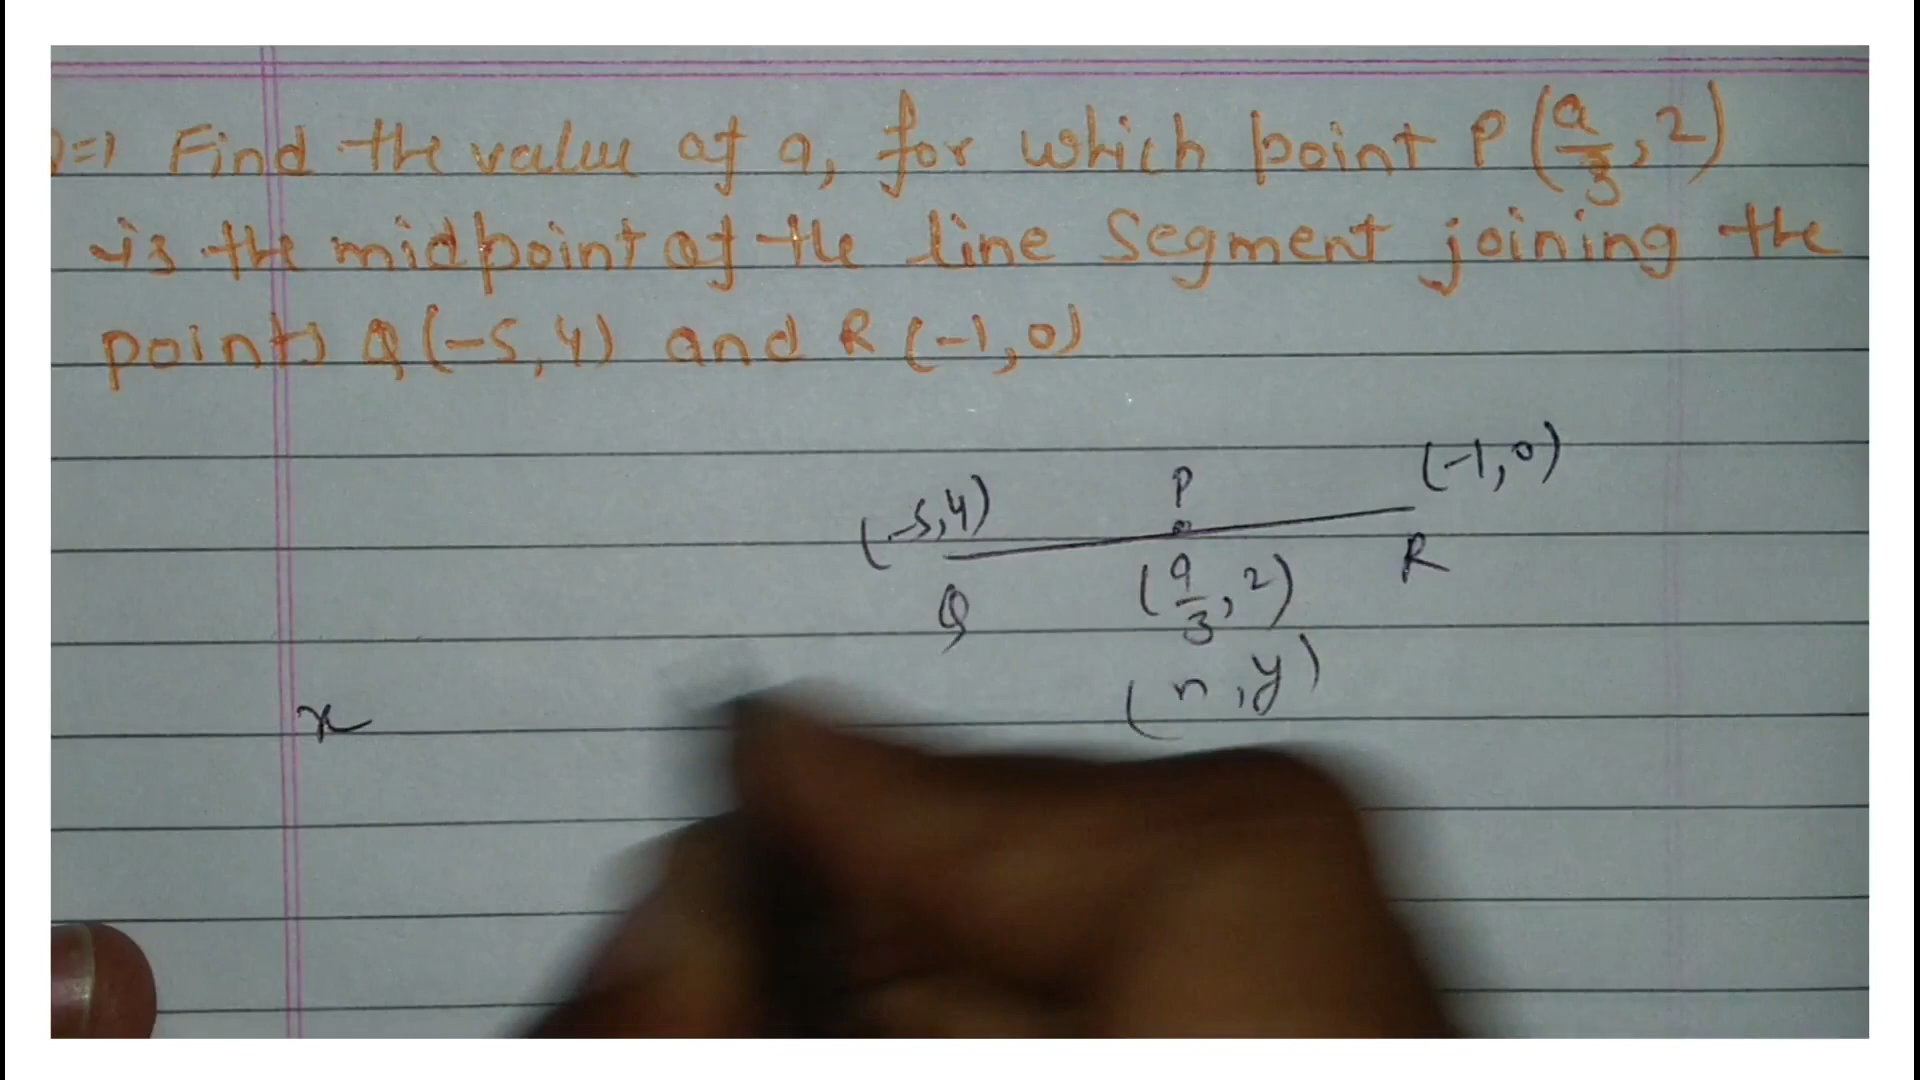 Find the value of a, for which point P(a/3, 2)
is the midpoint of the line segment joining the
points Q(-5,4) and R(-1,0)
P (-1,0)
(-5,4)
Q (a/3, 2) R
(x,y)
x